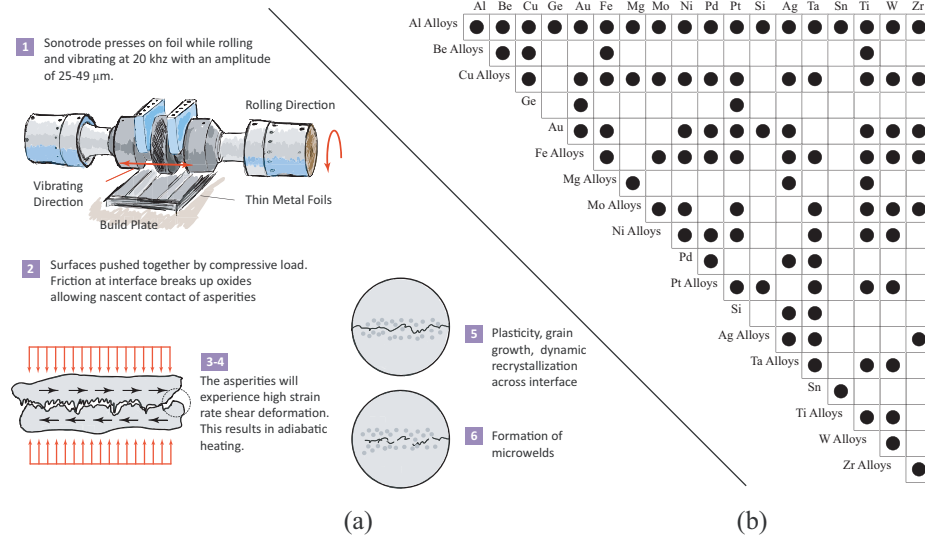 1
Sonotrode presses on foil while rolling
and vibrating at 20 khz with an amplitude
of 25-49 μm.
Rolling Direction
Vibrating
Direction
Thin Metal Foils
Build Plate
2
Surfaces pushed together by compressive load.
Friction at interface breaks up oxides
allowing nascent contact of asperities
3-4
The asperities will
experience high strain
rate shear deformation.
This results in adiabatic
heating.
5
Plasticity, grain
growth, dynamic
recrystallization
across interface
6
Formation of
microwelds
(a)
Al Be Cu Ge Au Fe Mg Mo Ni Pd Pt Si Ag Ta Sn Ti W Zr
Al Alloys
Be Alloys
Cu Alloys
Ge
Au
Fe Alloys
Mg Alloys
Mo Alloys
Ni Alloys
Pd
Pt Alloys
Si
Ag Alloys
Ta Alloys
Sn
Ti Alloys
W Alloys
Zr Alloys
(b)